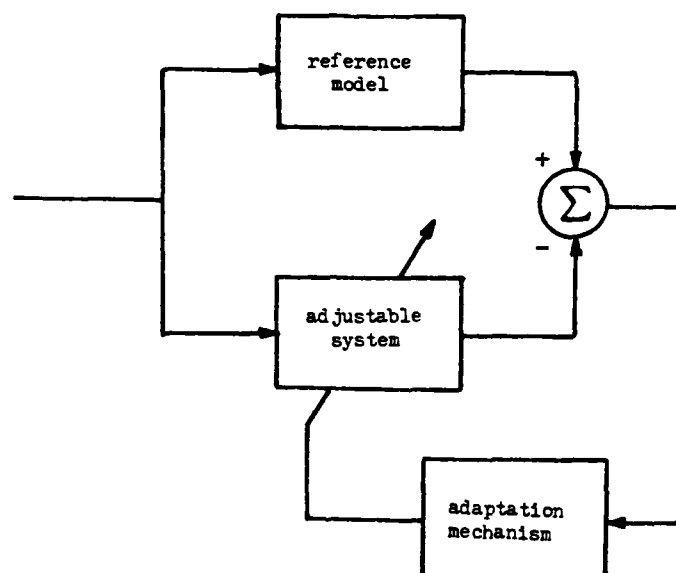 reference
model
+
Σ
-
adjustable
system
adaptation
mechanism